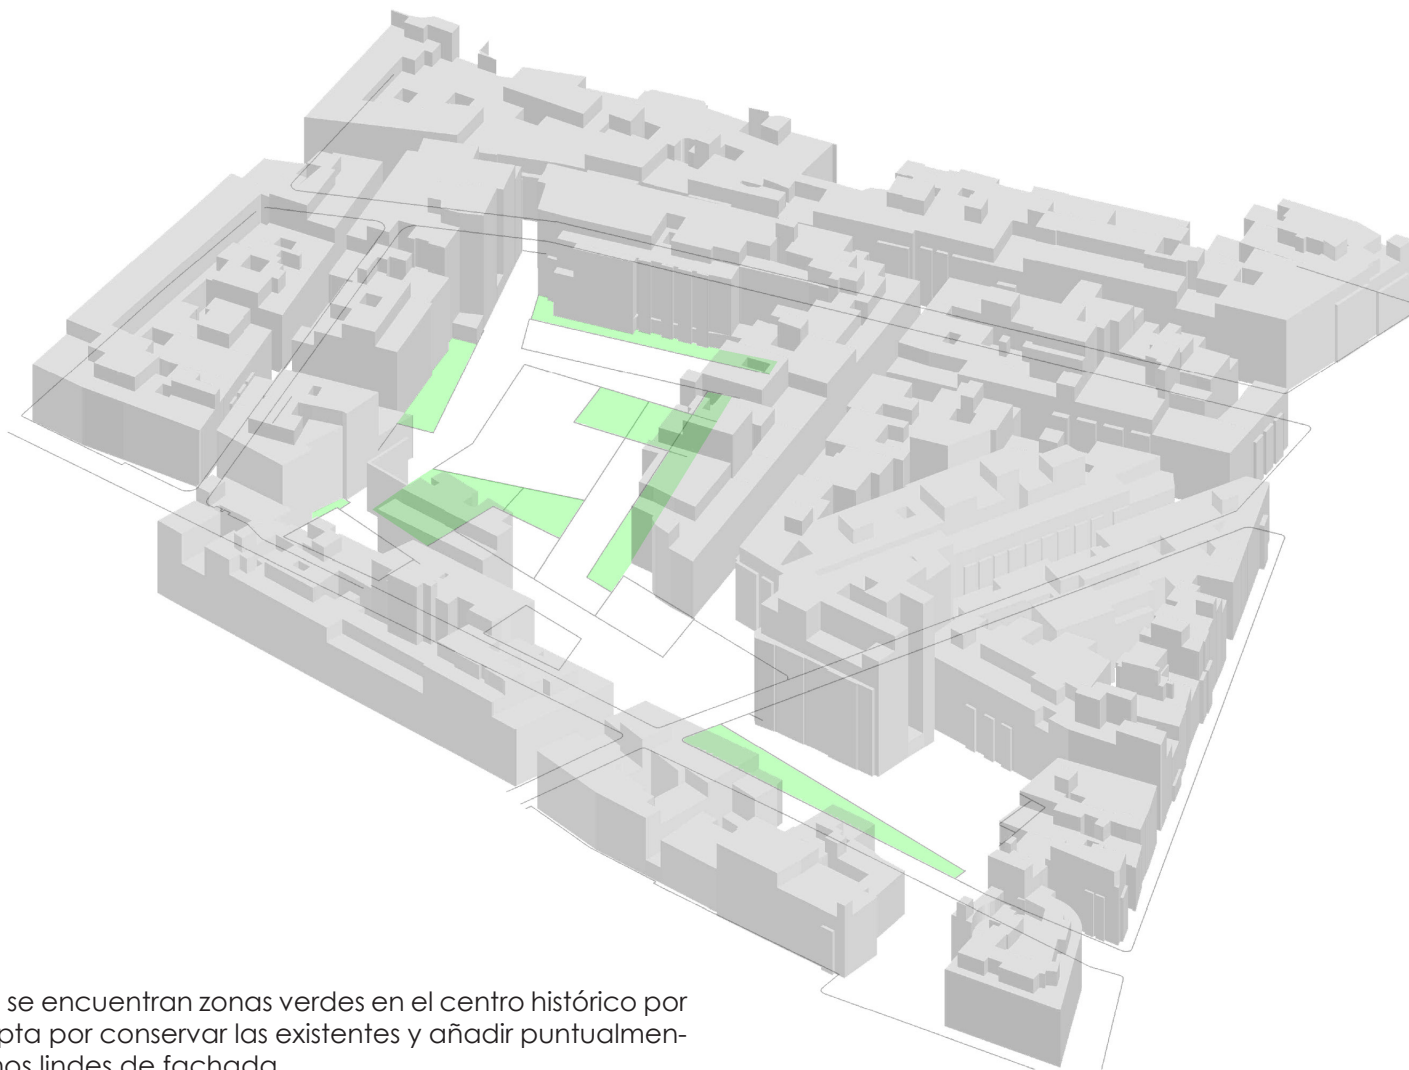 se encuentran zonas verdes en el centro histórico por
pta por conservar las existentes y añadir puntualmen-
nos lindes de fachada